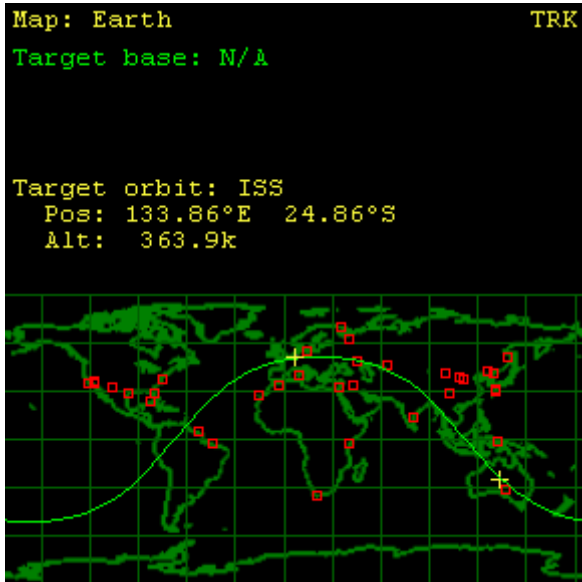 Map: Earth TRK
Target base: N/A
Target orbit: ISS
Pos: 133.86°E 24.86°S
Alt: 363.9k